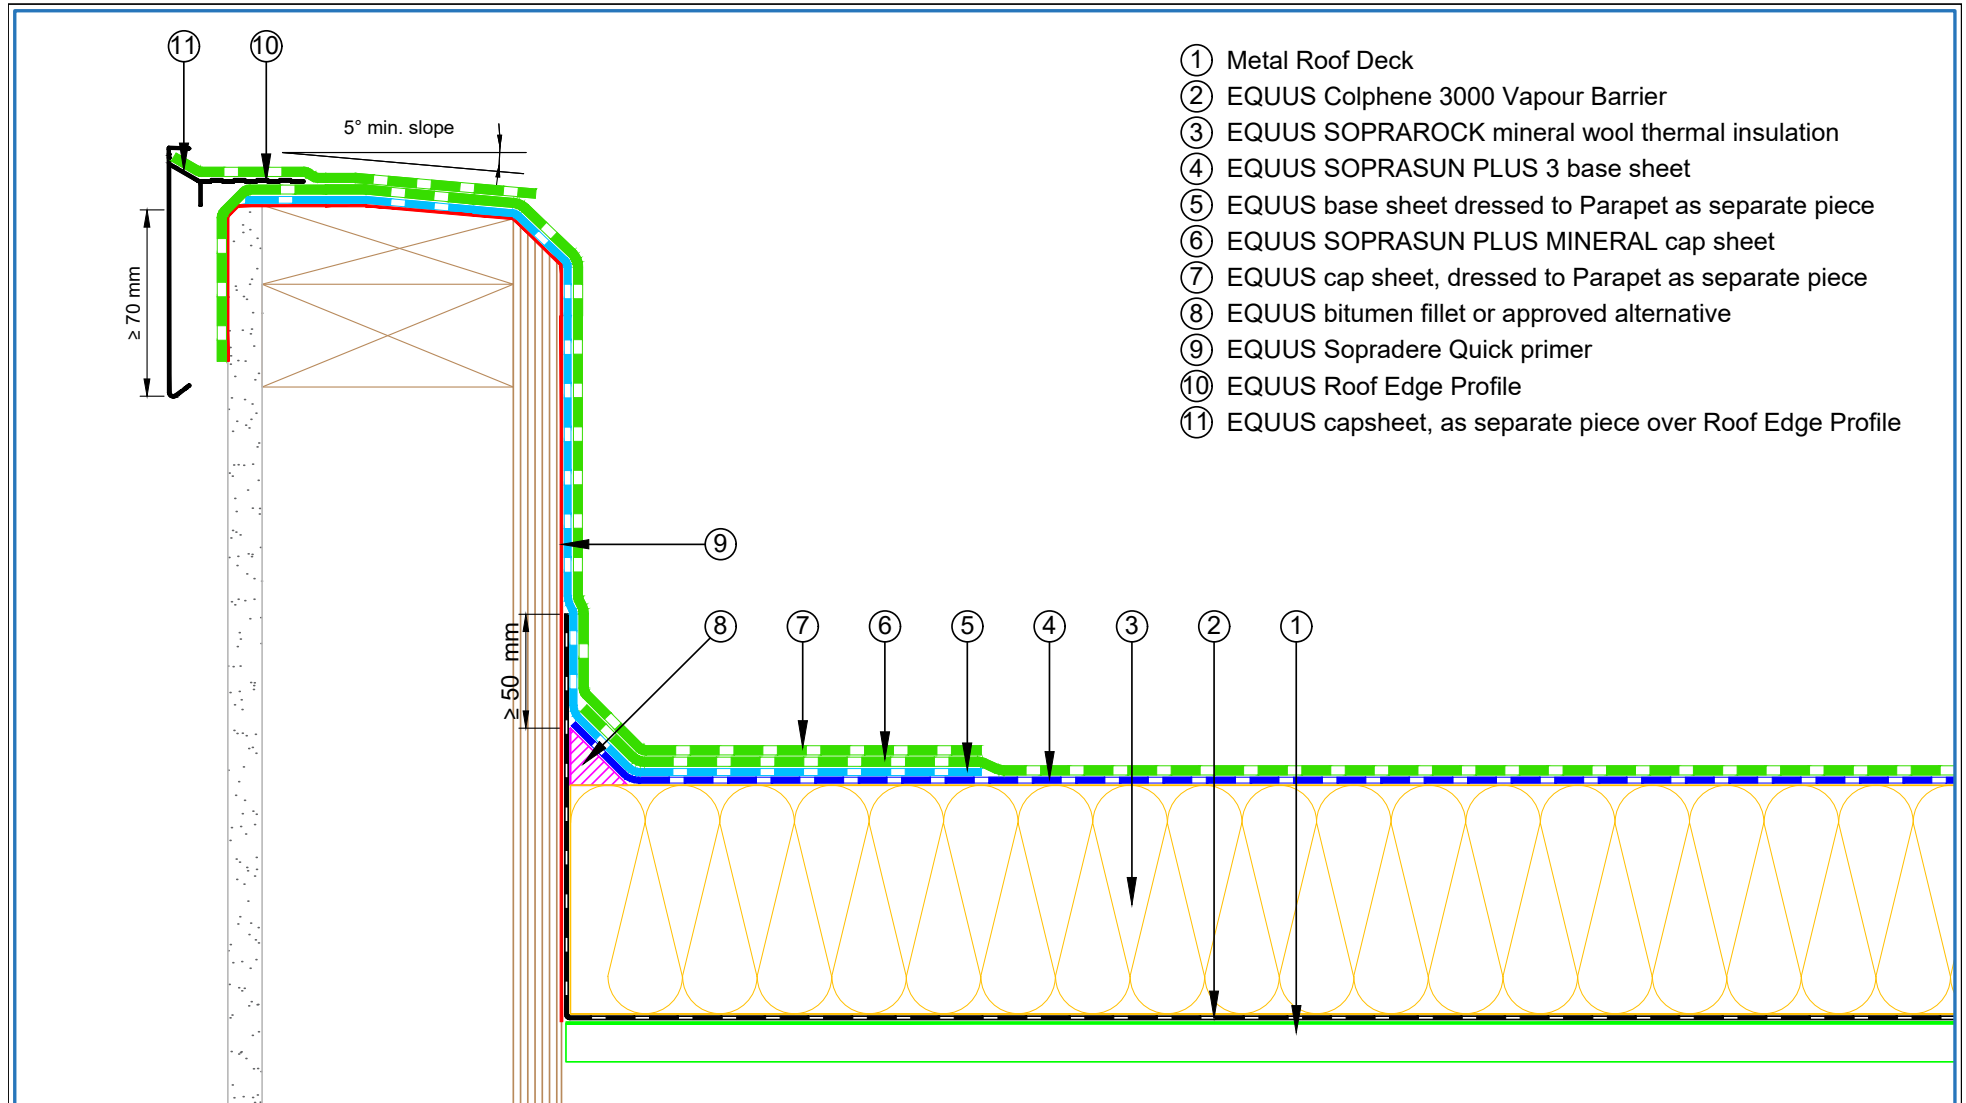 11 10
5° min. slope
≥ 70 mm
1 Metal Roof Deck
2 EQUUS Colphene 3000 Vapour Barrier
3 EQUUS SOPRAROCK mineral wool thermal insulation
4 EQUUS SOPRASUN PLUS 3 base sheet
5 EQUUS base sheet dressed to Parapet as separate piece
6 EQUUS SOPRASUN PLUS MINERAL cap sheet
7 EQUUS cap sheet, dressed to Parapet as separate piece
8 EQUUS bitumen fillet or approved alternative
9 EQUUS Sopradere Quick primer
10 EQUUS Roof Edge Profile
11 EQUUS capsheet, as separate piece over Roof Edge Profile
9
≥ 50 mm
8 7 6 5 4 3 2 1